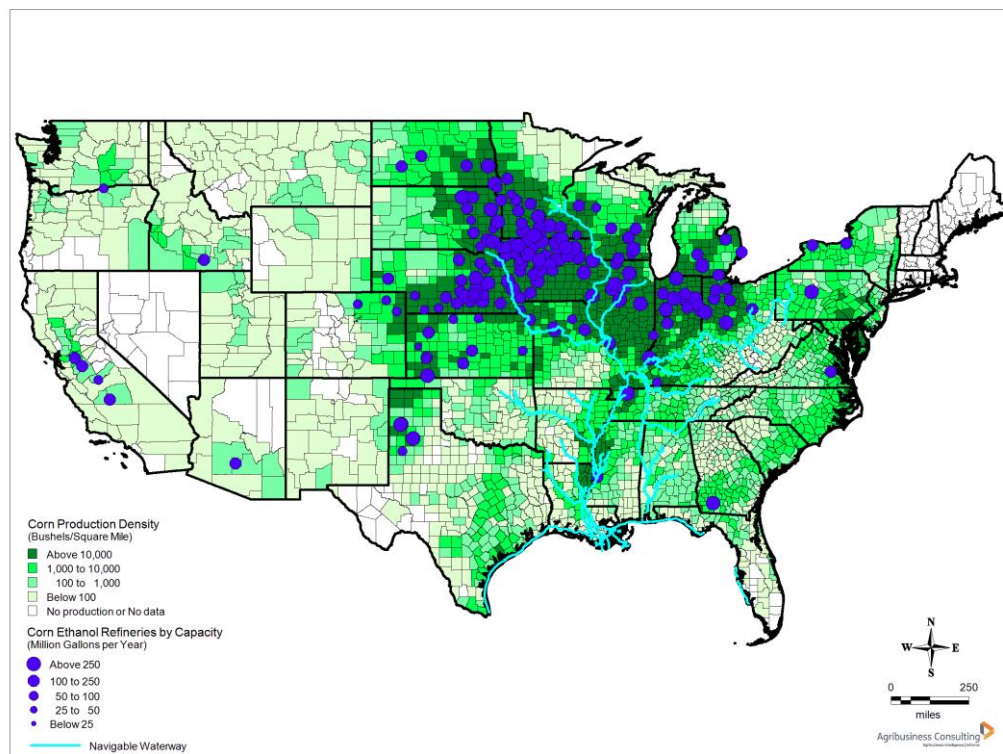 Corn Production Density
(Bushels/Square Mile)
Above 10,000
1,000 to 10,000
100 to 1,000
Below 100
No production or No data
Corn Ethanol Refineries by Capacity
(Million Gallons per Year)
Above 250
100 to 250
50 to 100
25 to 50
Below 25
Navigable Waterway
N
W E
S
0 250
miles
Agribusiness Consulting